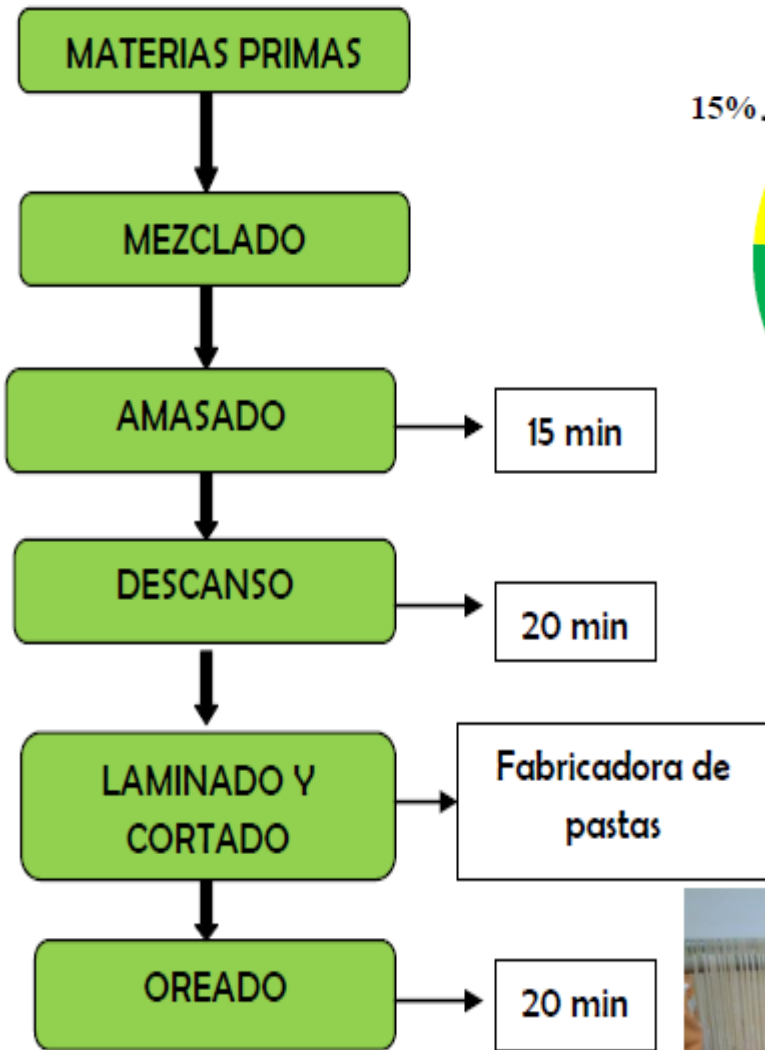 MATERIAS PRIMAS
15%
MEZCLADO
AMASADO
15 min
DESCANSO
20 min
LAMINADO Y
CORTADO
Fabricadora de
pastas
OREADO
20 min